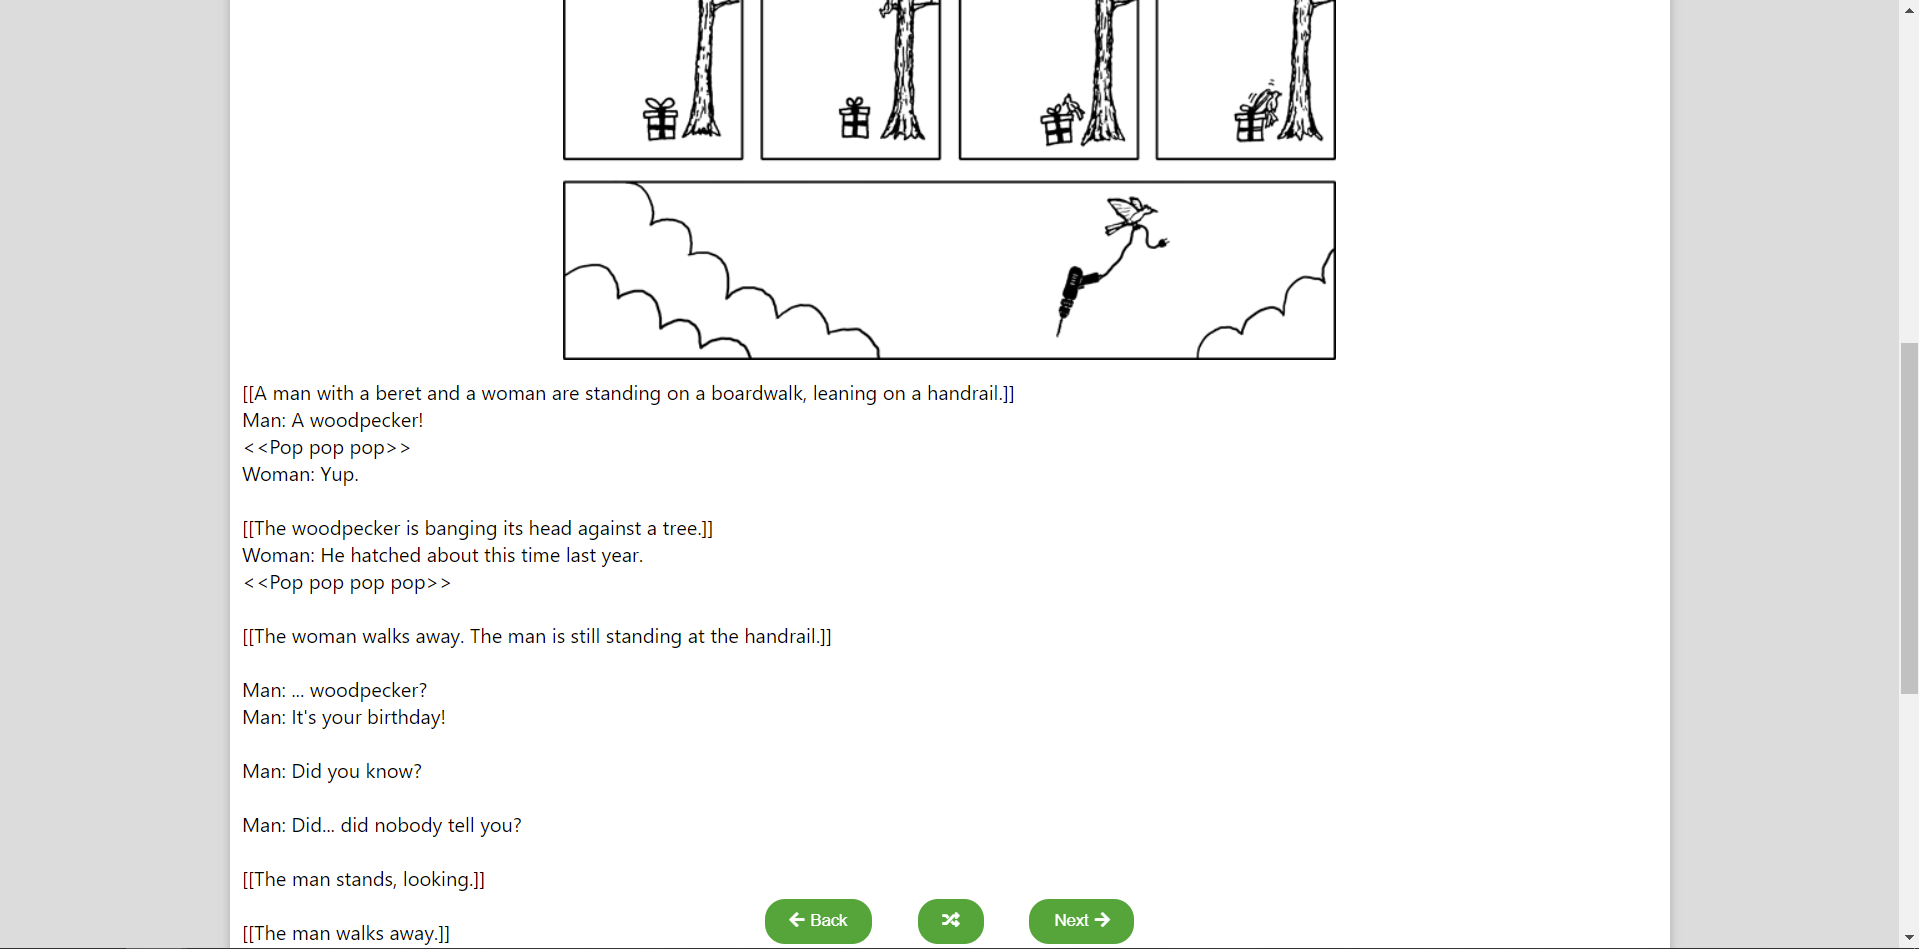 [[A man with a beret and a woman are standing on a boardwalk, leaning on a handrail.]]
Man: A woodpecker!
<<Pop pop pop>>
Woman: Yup.
[[The woodpecker is banging its head against a tree.]]
Woman: He hatched about this time last year.
<<Pop pop pop pop>>
[[The woman walks away. The man is still standing at the handrail.]]
Man: ... woodpecker?
Man: It's your birthday!
Man: Did you know?
Man: Did... did nobody tell you?
[[The man stands, looking.]]
[[The man walks away.]]
Back
Next